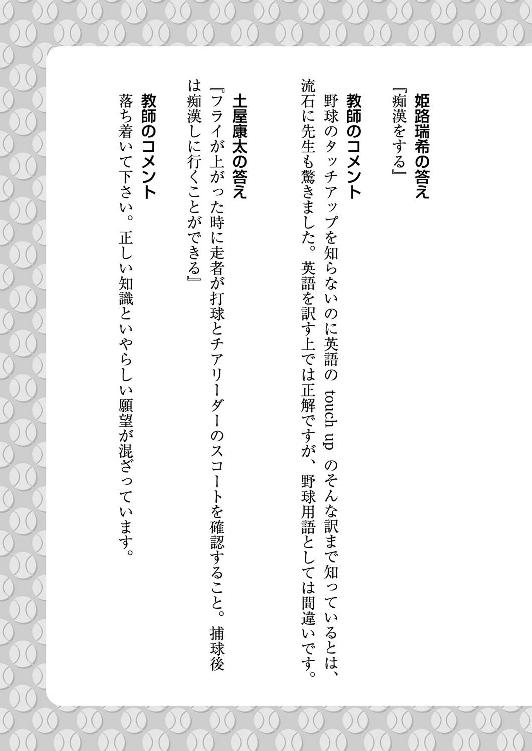 姫路瑞希の答え
『痴漢をする』
教師のコメント
野球のタッチアップを知らないのに英語の touch up のそんな訳まで知っているとは、
流石に先生も驚きました。英語を訳す上では正解ですが、野球用語としては間違いです。
土屋康太の答え
『フライが上がった時に走者が打球とチアリーダーのスコートを確認すること。捕球後
は痴漢しに行くことができる』
教師のコメント
落ち着いて下さい。正しい知識といやらしい願望が混ざっています。